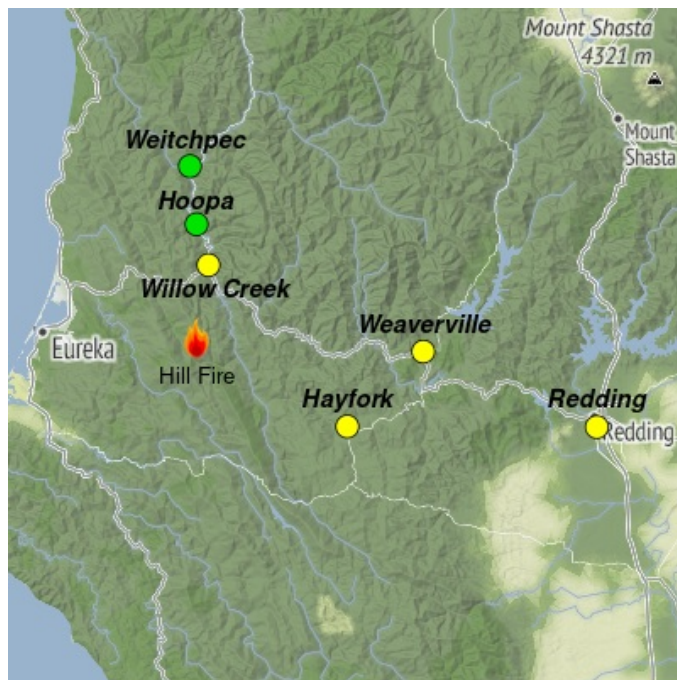 Mount Shasta
4321 m
Mount
Shasta
Weitchpec
Hoopa
Willow Creek
Eureka
Hill Fire
Weaverville
Hayfork
Redding
Redding